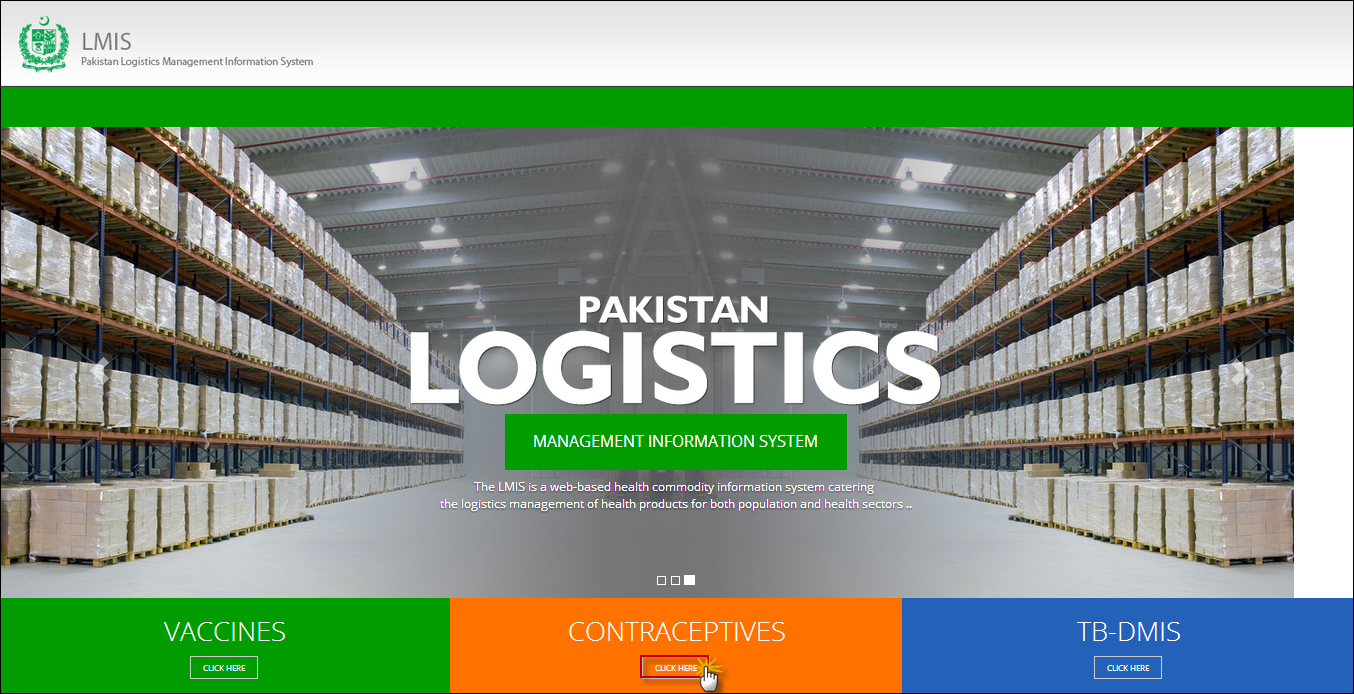 LMIS
Pakistan Logistics Management Information System
PAKISTAN
LOGISTICS
MANAGEMENT INFORMATION SYSTEM
The LMIS is a web-based health commodity information system catering
the logistics management of health products for both population and health sectors ..
VACCINES
CLICK HERE
CONTRACEPTIVES
CLICK HERE
TB-DMIS
CLICK HERE